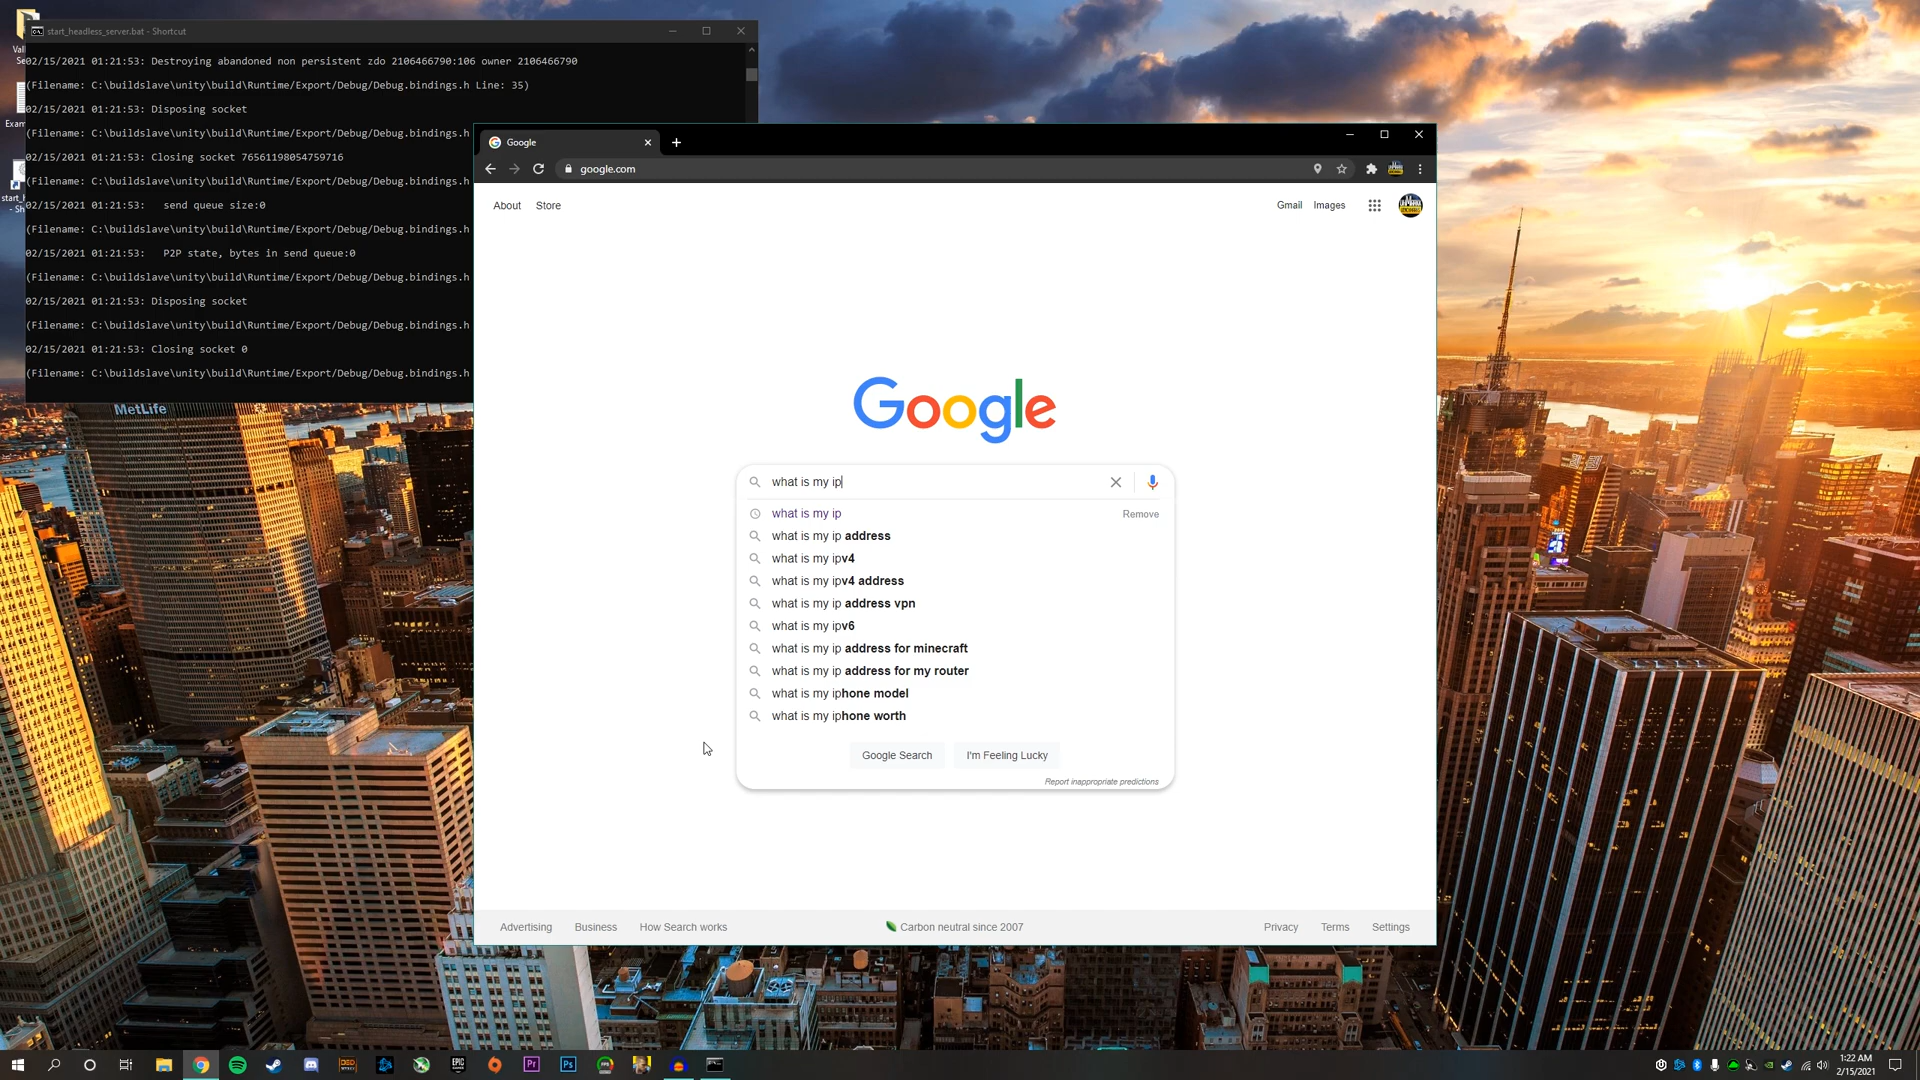 start_headless_server.bat - Shortcut
02/15/2021 01:21:53: Destroying abandoned non persistent zdo 2106466790:106 owner 2106466790
(Filename: C:\buildslave\unity\build\Runtime/Export/Debug/Debug.bindings.h Line: 35)
02/15/2021 01:21:53: Disposing socket
(Filename: C:\buildslave\unity\build\Runtime/Export/Debug/Debug.bindings.h
02/15/2021 01:21:53: Closing socket 76561198054759716
(Filename: C:\buildslave\unity\build\Runtime/Export/Debug/Debug.bindings.h
02/15/2021 01:21:53:   send queue size:0
(Filename: C:\buildslave\unity\build\Runtime/Export/Debug/Debug.bindings.h
02/15/2021 01:21:53:   P2P state, bytes in send queue:0
(Filename: C:\buildslave\unity\build\Runtime/Export/Debug/Debug.bindings.h
02/15/2021 01:21:53: Disposing socket
(Filename: C:\buildslave\unity\build\Runtime/Export/Debug/Debug.bindings.h
02/15/2021 01:21:53: Closing socket 0
(Filename: C:\buildslave\unity\build\Runtime/Export/Debug/Debug.bindings.h
MetLife
Google
google.com
About Store
Gmail Images
Google
what is my ip
what is my ip Remove
what is my ip address
what is my ipv4
what is my ipv4 address
what is my ip address vpn
what is my ipv6
what is my ip address for minecraft
what is my ip address for my router
what is my iphone model
what is my iphone worth
Google Search I'm Feeling Lucky
Report inappropriate predictions
Advertising Business How Search works Carbon neutral since 2007 Privacy Terms Settings
EPIC
Pr
Ps
1:22 AM
2/15/2021